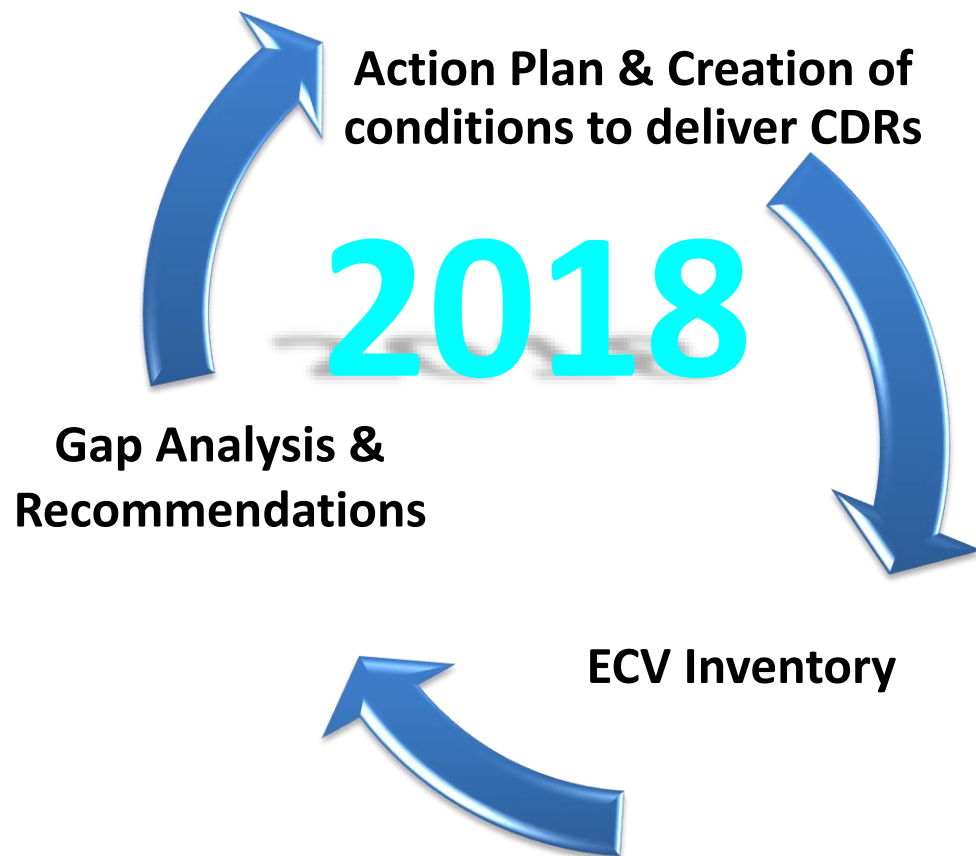 Action Plan & Creation of
conditions to deliver CDRs
2018
Gap Analysis &
Recommendations
ECV Inventory